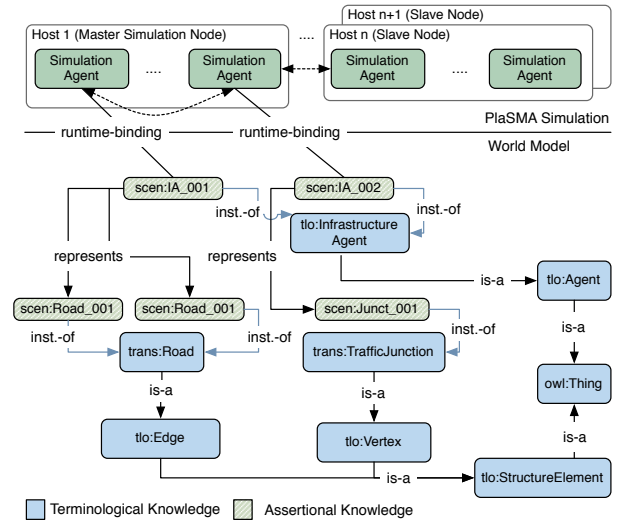 Host n+1 (Slave Node)
Host 1 (Master Simulation Node)
....
Host n (Slave Node)
Simulation
Agent
....
Simulation
Agent
Simulation
Agent
....
Simulation
Agent
runtime-binding
runtime-binding
PlaSMA Simulation
World Model
scen:IA_001
scen:IA_002
inst.-of
inst.-of
tlo:Infrastructure
Agent
represents
represents
is-a
tlo:Agent
scen:Road_001
scen:Road_001
scen:Junct_001
is-a
inst.-of
inst.-of
inst.-of
trans:Road
trans:TrafficJunction
owl:Thing
is-a
is-a
is-a
tlo:Edge
tlo:Vertex
is-a
tlo:StructureElement
Terminological Knowledge
Assertional Knowledge